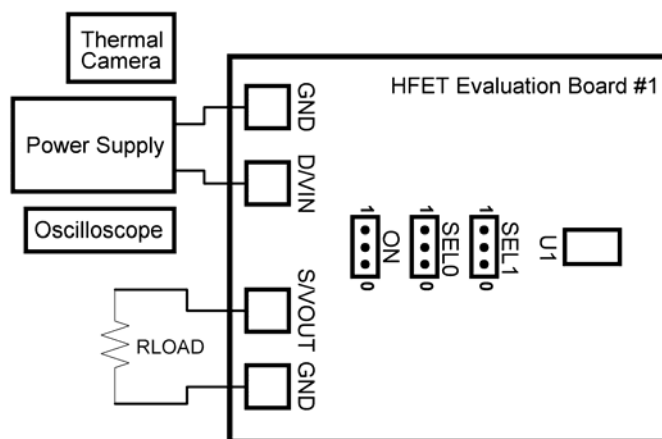 Thermal
Camera
HFET Evaluation Board #1
Power Supply
GND
D/VIN
Oscilloscope
1
ON
0
1
SEL0
0
1
SEL1
0
U1
S/VOUT
RLOAD
GND